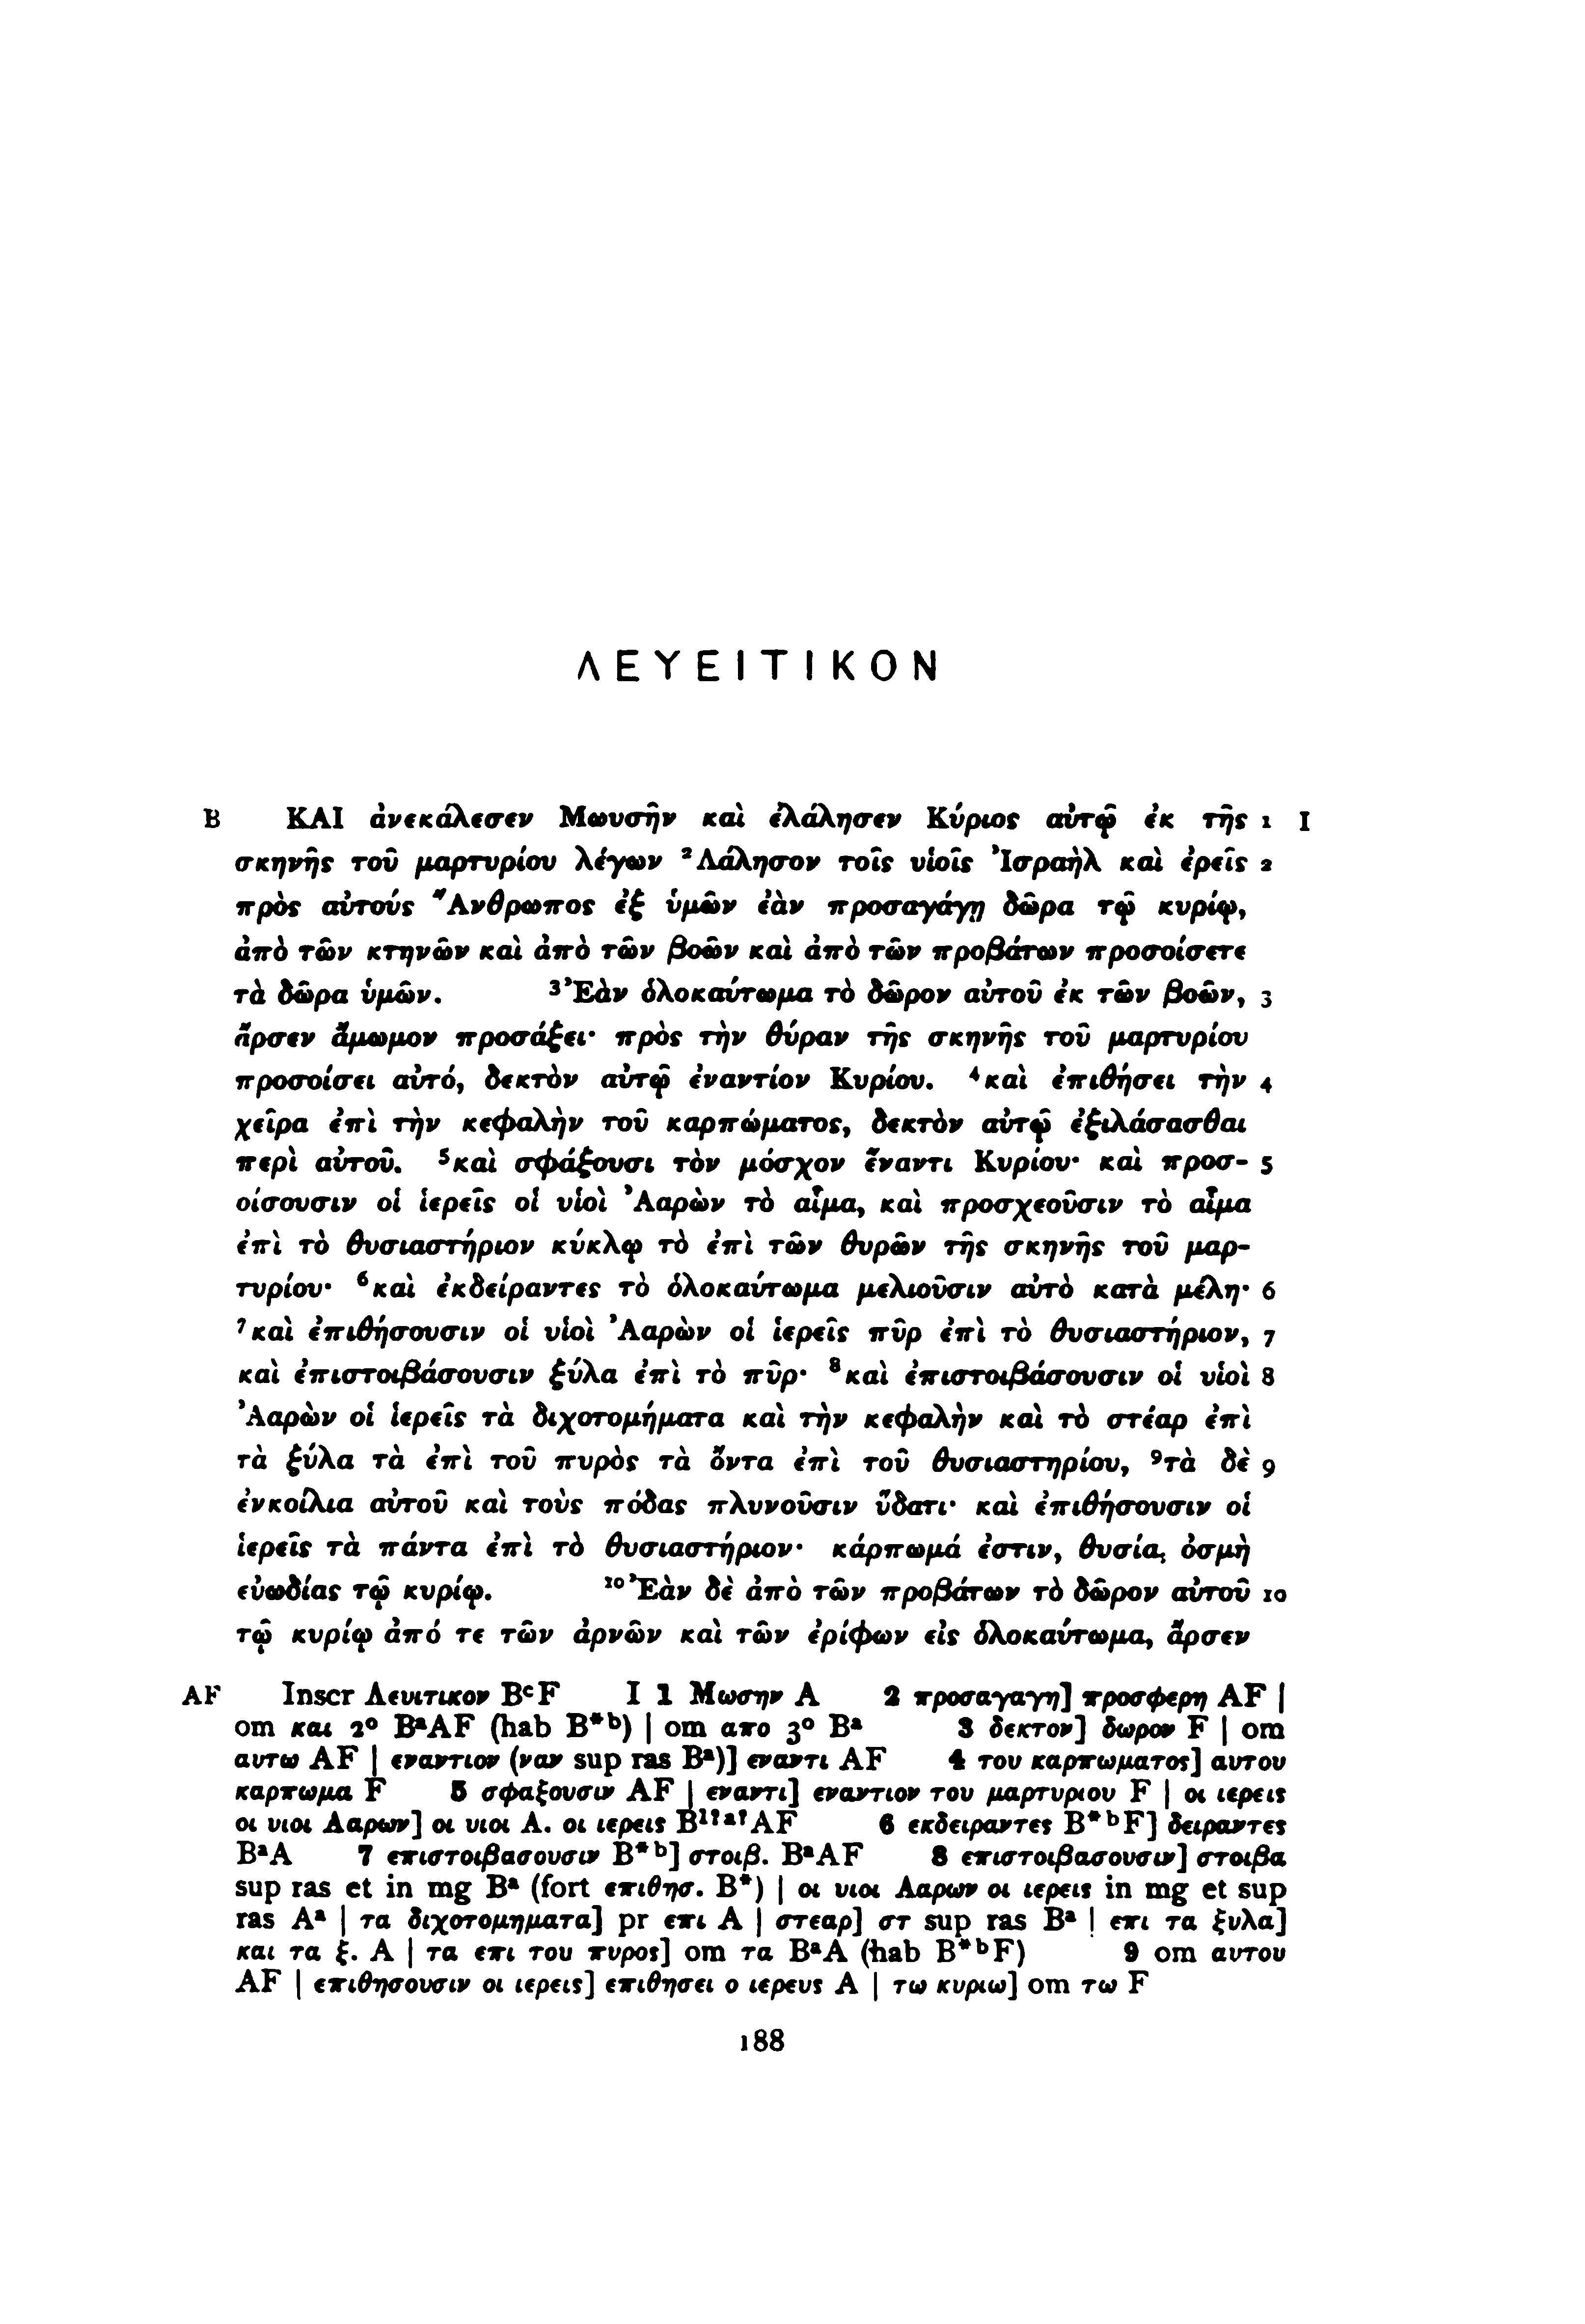 ΛΕΥΕΙΤΙΚΟΝ
B ΚΑΙ ἀνεκάλεσεν Μωυσῆν καὶ ἐλάλησεν Κύριος αὐτῷ ἐκ τῆς 1 I
σκηνῆς τοῦ μαρτυρίου λέγων ²Λάλησον τοῖς υἱοῖς Ἰσραὴλ καὶ ἐρεῖς 2
πρὸς αὐτούς Ἄνθρωπος ἐξ ὑμῶν ἐὰν προσαγάγῃ δῶρα τῷ κυρίῳ,
ἀπὸ τῶν κτηνῶν καὶ ἀπὸ τῶν βοῶν καὶ ἀπὸ τῶν προβάτων προσοίσετε
τὰ δῶρα ὑμῶν. ³Ἐὰν ὁλοκαύτωμα τὸ δῶρον αὐτοῦ ἐκ τῶν βοῶν, 3
ἄρσεν ἄμωμον προσάξει· πρὸς τὴν θύραν τῆς σκηνῆς τοῦ μαρτυρίου
προσοίσει αὐτό, δεκτὸν αὐτῷ ἐναντίον Κυρίου. ⁴καὶ ἐπιθήσει τὴν 4
χεῖρα ἐπὶ τὴν κεφαλὴν τοῦ καρπώματος, δεκτὸν αὐτῷ ἐξιλάσασθαι
περὶ αὐτοῦ. ⁵καὶ σφάξουσι τὸν μόσχον ἔναντι Κυρίου· καὶ προσ- 5
οίσουσιν οἱ ἱερεῖς οἱ υἱοὶ Ἀαρὼν τὸ αἷμα, καὶ προσχεοῦσιν τὸ αἷμα
ἐπὶ τὸ θυσιαστήριον κύκλῳ τὸ ἐπὶ τῶν θυρῶν τῆς σκηνῆς τοῦ μαρ-
τυρίου· ⁶καὶ ἐκδείραντες τὸ ὁλοκαύτωμα μελιοῦσιν αὐτὸ κατὰ μέλη· 6
⁷καὶ ἐπιθήσουσιν οἱ υἱοὶ Ἀαρὼν οἱ ἱερεῖς πῦρ ἐπὶ τὸ θυσιαστήριον, 7
καὶ ἐπιστοιβάσουσιν ξύλα ἐπὶ τὸ πῦρ· ⁸καὶ ἐπιστοιβάσουσιν οἱ υἱοὶ 8
Ἀαρὼν οἱ ἱερεῖς τὰ διχοτομήματα καὶ τὴν κεφαλὴν καὶ τὸ στέαρ ἐπὶ
τὰ ξύλα τὰ ἐπὶ τοῦ πυρὸς τὰ ὄντα ἐπὶ τοῦ θυσιαστηρίου, ⁹τὰ δὲ 9
ἐνκοίλια αὐτοῦ καὶ τοὺς πόδας πλυνοῦσιν ὕδατι· καὶ ἐπιθήσουσιν οἱ
ἱερεῖς τὰ πάντα ἐπὶ τὸ θυσιαστήριον· κάρπωμά ἐστιν, θυσία, ὀσμὴ
εὐωδίας τῷ κυρίῳ. ¹⁰Ἐὰν δὲ ἀπὸ τῶν προβάτων τὸ δῶρον αὐτοῦ 10
τῷ κυρίῳ ἀπό τε τῶν ἀρνῶν καὶ τῶν ἐρίφων εἰς ὁλοκαύτωμα, ἄρσεν
AF Inscr Λευιτικον BᶜF I 1 Μωσην A 2 προσαγαγη] προσφερη AF |
om και 2° BᵃAF (hab B*ᵇ) | om απο 3° Bᵃ 3 δεκτον] δωρον F | om
αυτω AF | εναντιον (ναν sup ras Bᵃ)] εναντι AF 4 του καρπωματος] αυτου
καρπωμα F 5 σφαξουσιν AF | εναντι] εναντιον του μαρτυριου F | οι ιερεις
οι υιοι Ααρων] οι υιοι Α. οι ιερεις B¹ˀᵃˀAF 6 εκδειραντες B*ᵇF] δειραντες
BᵃA 7 επιστοιβασουσιν B*ᵇ] στοιβ. BᵃAF 8 επιστοιβασουσιν] στοιβα
sup ras et in mg Bᵃ (fort επιθησ. B*) | οι υιοι Ααρων οι ιερεις in mg et sup
ras Aᵃ | τα διχοτομηματα] pr επι A | στεαρ] στ sup ras Bᵃ | επι τα ξυλα]
και τα ξ. A | τα επι του πυρος] om τα BᵃA (hab B*ᵇF) 9 om αυτου
AF | επιθησουσιν οι ιερεις] επιθησει ο ιερευς A | τω κυριω] om τω F
188